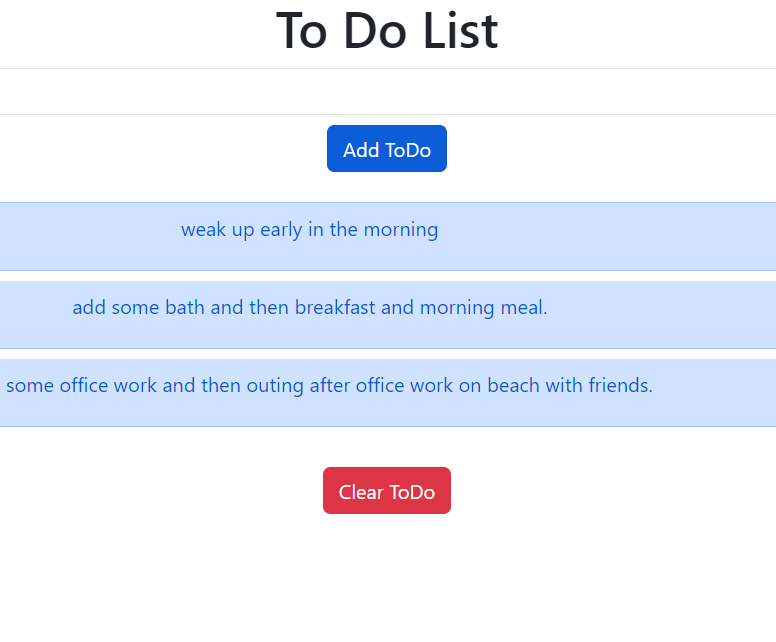 To Do List
Add ToDo
weak up early in the morning
add some bath and then breakfast and morning meal.
some office work and then outing after office work on beach with friends.
Clear ToDo